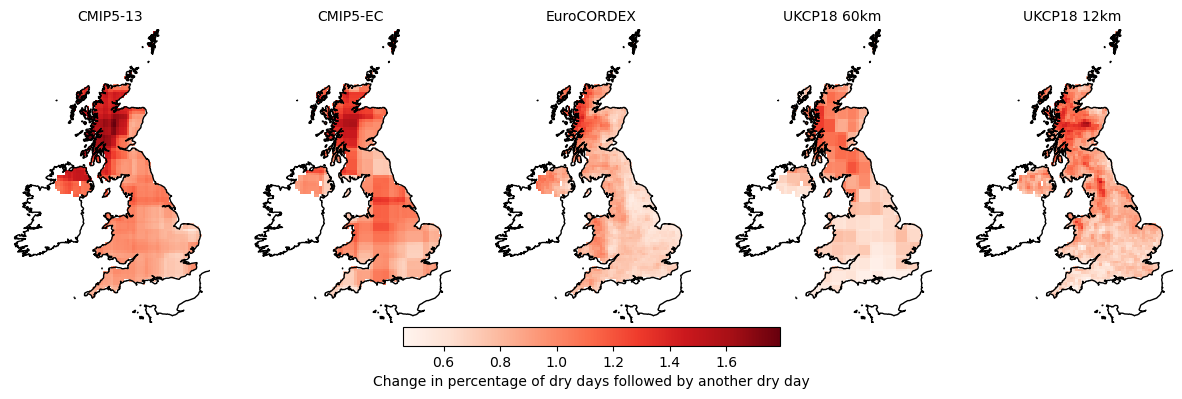 CMIP5-13
CMIP5-EC
EuroCORDEX
UKCP18 60km
UKCP18 12km
0.6 0.8 1.0 1.2 1.4 1.6
Change in percentage of dry days followed by another dry day